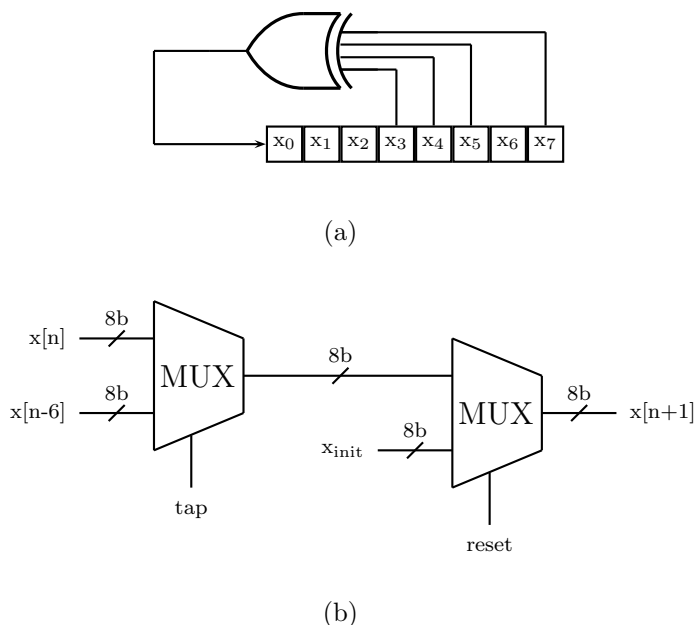 x₀ x₁ x₂ x₃ x₄ x₅ x₆ x₇
(a)
8b
x[n]
MUX
8b
8b
x[n-6]
MUX
8b
x[n+1]
8b
x_init
tap
reset
(b)